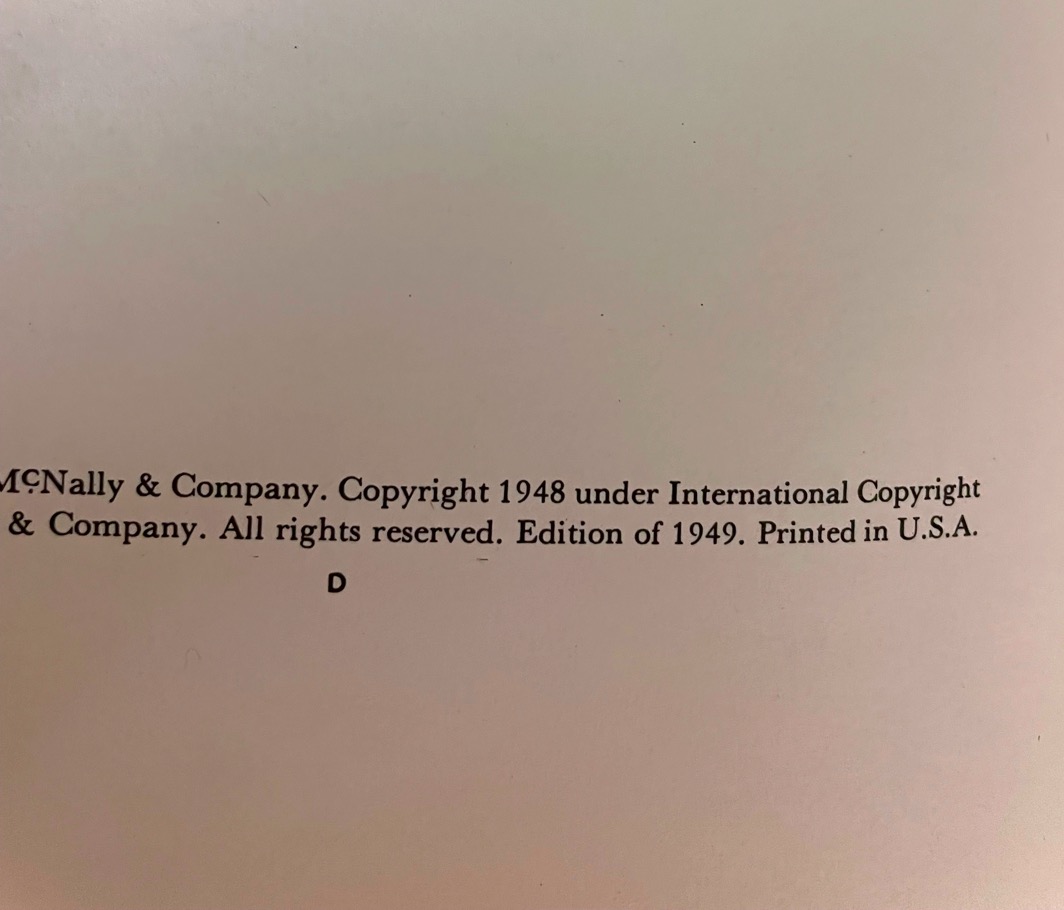 McNally & Company. Copyright 1948 under International Copyright
& Company. All rights reserved. Edition of 1949. Printed in U.S.A.
D